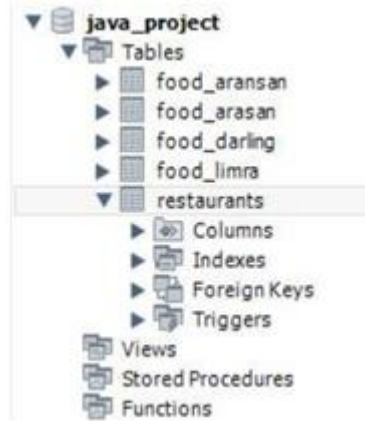 java_project
Tables
food_aransan
food_arasan
food_darling
food_limra
restaurants
Columns
Indexes
Foreign Keys
Triggers
Views
Stored Procedures
Functions